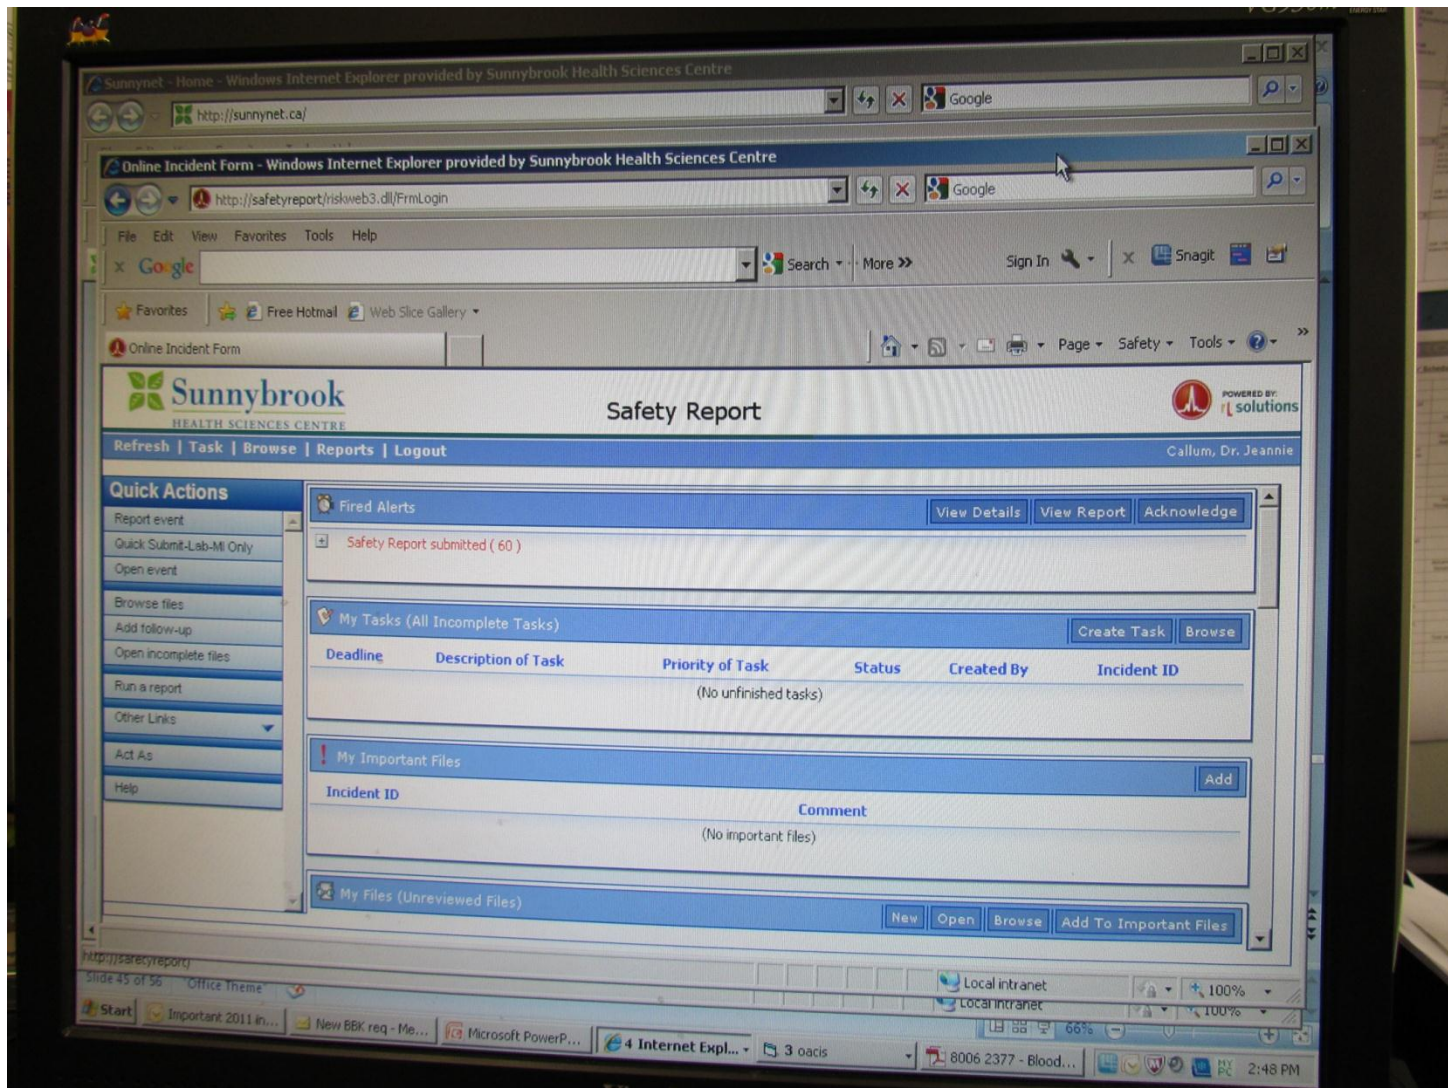 ENERGY STAR
Sunnynet - Home - Windows Internet Explorer provided by Sunnybrook Health Sciences Centre
http://sunnynet.ca/
Google
Online Incident Form - Windows Internet Explorer provided by Sunnybrook Health Sciences Centre
http://safetyreport/riskweb3.dll/FrmLogin
Google
File Edit View Favorites Tools Help
x Google Search More >> Sign In x Snagit
Favorites Free Hotmail Web Slice Gallery
Online Incident Form Page Safety Tools
Sunnybrook
HEALTH SCIENCES CENTRE
Safety Report
POWERED BY:
rL solutions
Refresh | Task | Browse | Reports | Logout
Callum, Dr. Jeannie
Quick Actions
Report event
Quick Submit-Lab-MI Only
Open event
Browse files
Add follow-up
Open incomplete files
Run a report
Other Links
Act As
Help
Fired Alerts View Details View Report Acknowledge
Safety Report submitted ( 60 )
My Tasks (All Incomplete Tasks) Create Task Browse
Deadline Description of Task Priority of Task Status Created By Incident ID
(No unfinished tasks)
My Important Files Add
Incident ID Comment
(No important files)
My Files (Unreviewed Files) New Open Browse Add To Important Files
http://safetyreport/
Local intranet 100%
Slide 45 of 56 "Office Theme"
Local intranet 100%
66%
Start Important 2011 in... New BBK req - Me... Microsoft PowerP... 4 Internet Expl... 3 oacis 8006 2377 - Blood... MY PC 2:48 PM